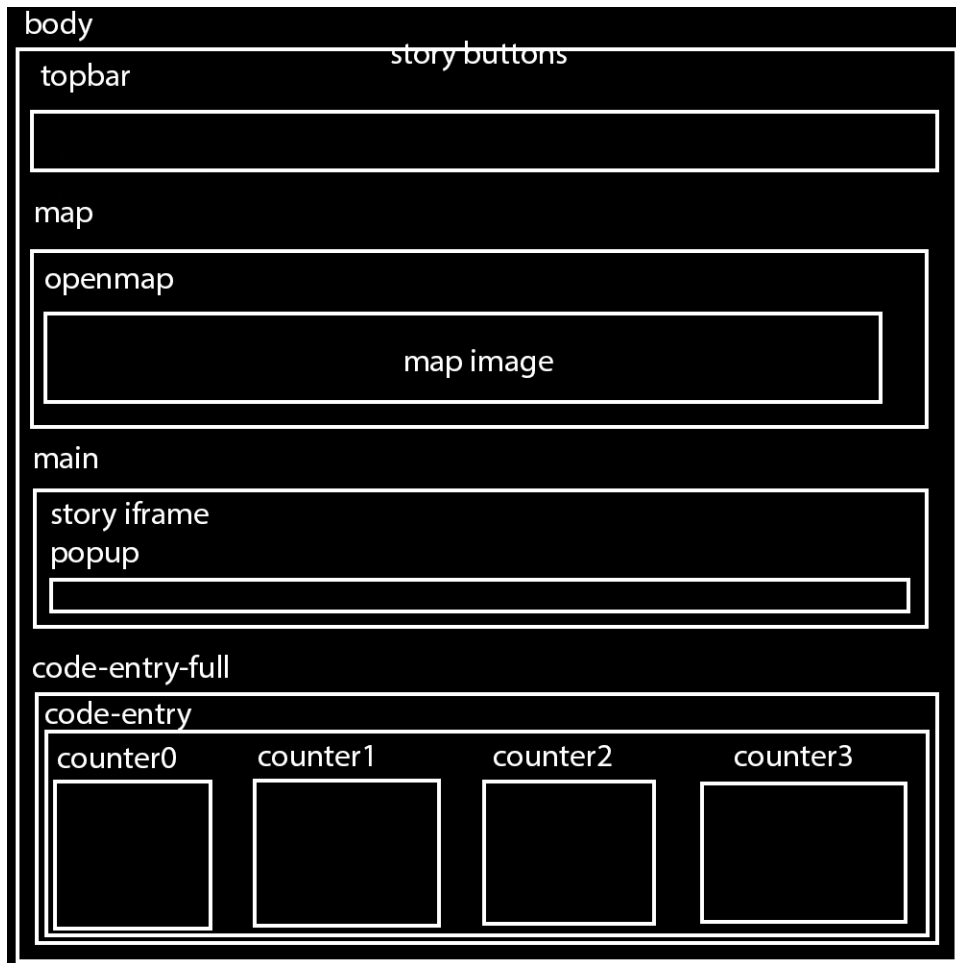 body
story buttons
topbar
map
openmap
map image
main
story iframe
popup
code-entry-full
code-entry
counter0 counter1 counter2 counter3